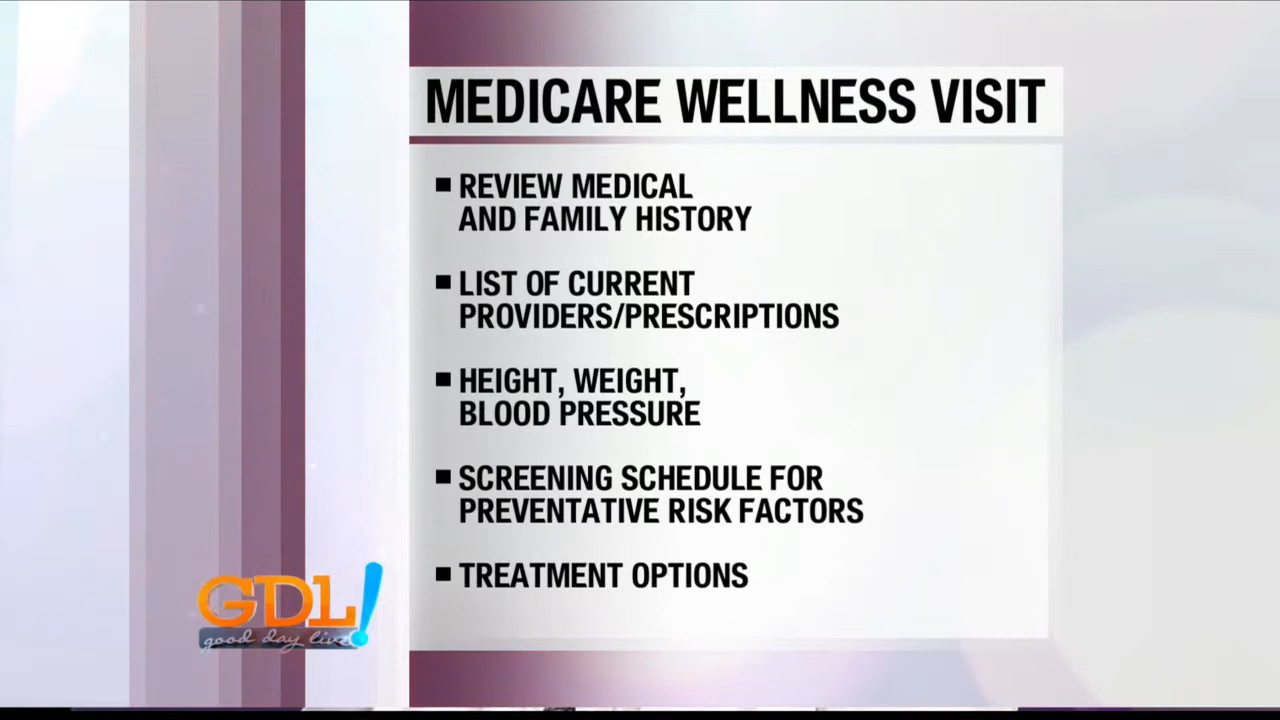 MEDICARE WELLNESS VISIT
■ REVIEW MEDICAL
AND FAMILY HISTORY
■ LIST OF CURRENT
PROVIDERS/PRESCRIPTIONS
■ HEIGHT, WEIGHT,
BLOOD PRESSURE
■ SCREENING SCHEDULE FOR
PREVENTATIVE RISK FACTORS
■ TREATMENT OPTIONS
GDL!
good day live